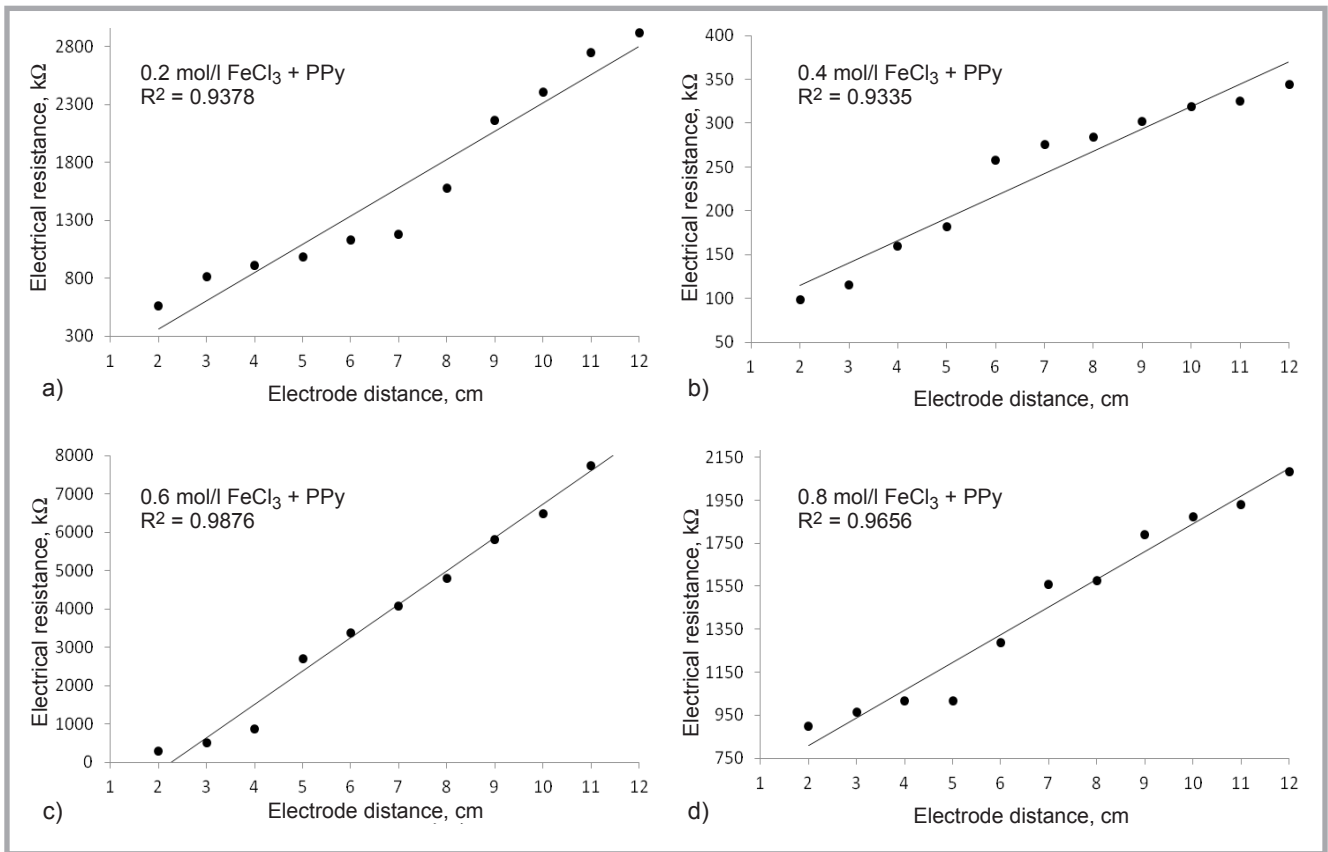 2800
2300
1800
1300
800
300
Electrical resistance, kΩ
0.2 mol/l FeCl3 + PPy
R2 = 0.9378
1 2 3 4 5 6 7 8 9 10 11 12
Electrode distance, cm
a)
400
350
300
250
200
150
100
50
Electrical resistance, kΩ
0.4 mol/l FeCl3 + PPy
R2 = 0.9335
1 2 3 4 5 6 7 8 9 10 11 12
Electrode distance, cm
b)
8000
7000
6000
5000
4000
3000
2000
1000
0
Electrical resistance, kΩ
0.6 mol/l FeCl3 + PPy
R2 = 0.9876
1 2 3 4 5 6 7 8 9 10 11 12
Electrode distance, cm
c)
2150
1950
1750
1550
1350
1150
950
750
Electrical resistance, kΩ
0.8 mol/l FeCl3 + PPy
R2 = 0.9656
1 2 3 4 5 6 7 8 9 10 11 12
Electrode distance, cm
d)